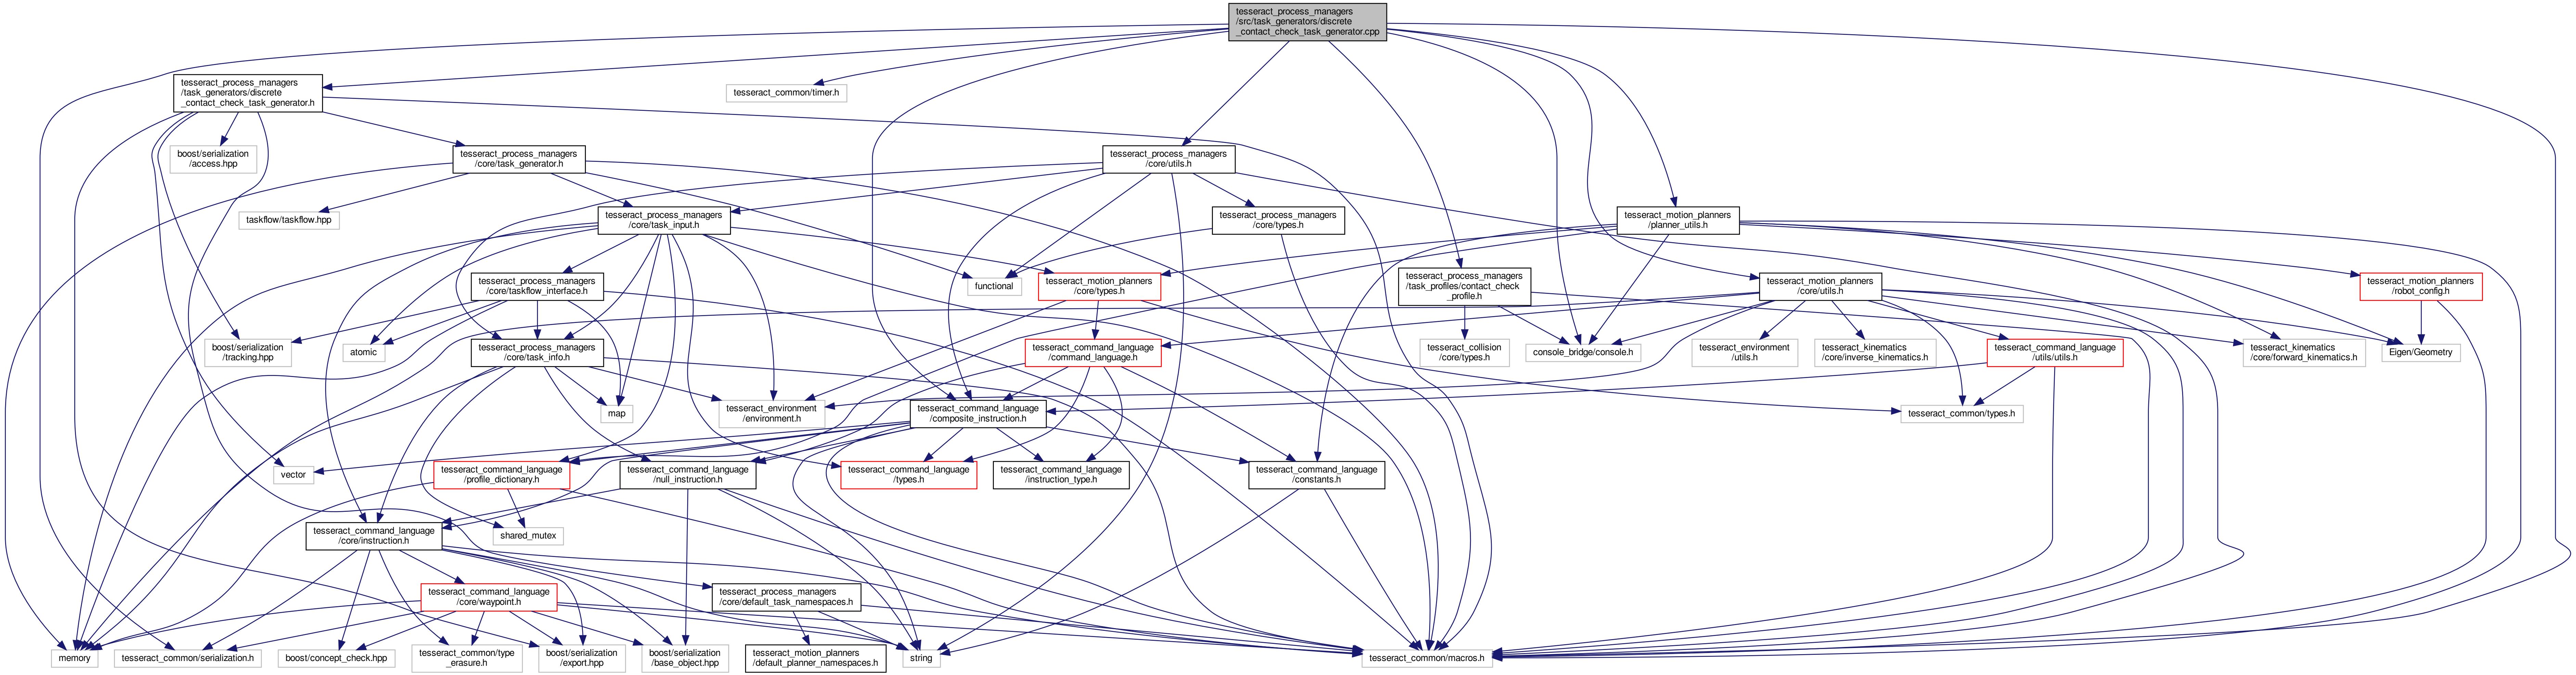 tesseract_process_managers
/src/task_generators/discrete
_contact_check_task_generator.cpp
tesseract_process_managers
/task_generators/discrete
_contact_check_task_generator.h
tesseract_common/timer.h
boost/serialization
/access.hpp
tesseract_process_managers
/core/task_generator.h
tesseract_process_managers
/core/utils.h
taskflow/taskflow.hpp
tesseract_process_managers
/core/task_input.h
tesseract_process_managers
/core/types.h
tesseract_motion_planners
/planner_utils.h
tesseract_process_managers
/core/taskflow_interface.h
functional
tesseract_motion_planners
/core/types.h
tesseract_process_managers
/task_profiles/contact_check
_profile.h
tesseract_motion_planners
/core/utils.h
tesseract_motion_planners
/robot_config.h
boost/serialization
/tracking.hpp
atomic
tesseract_process_managers
/core/task_info.h
tesseract_command_language
/command_language.h
tesseract_collision
/core/types.h
console_bridge/console.h
tesseract_environment
/utils.h
tesseract_kinematics
/core/inverse_kinematics.h
tesseract_command_language
/utils/utils.h
tesseract_kinematics
/core/forward_kinematics.h
Eigen/Geometry
map
tesseract_environment
/environment.h
tesseract_command_language
/composite_instruction.h
tesseract_common/types.h
vector
tesseract_command_language
/profile_dictionary.h
tesseract_command_language
/null_instruction.h
tesseract_command_language
/types.h
tesseract_command_language
/instruction_type.h
tesseract_command_language
/constants.h
tesseract_command_language
/core/instruction.h
shared_mutex
tesseract_command_language
/core/waypoint.h
tesseract_process_managers
/core/default_task_namespaces.h
memory
tesseract_common/serialization.h
boost/concept_check.hpp
tesseract_common/type
_erasure.h
boost/serialization
/export.hpp
boost/serialization
/base_object.hpp
tesseract_motion_planners
/default_planner_namespaces.h
string
tesseract_common/macros.h